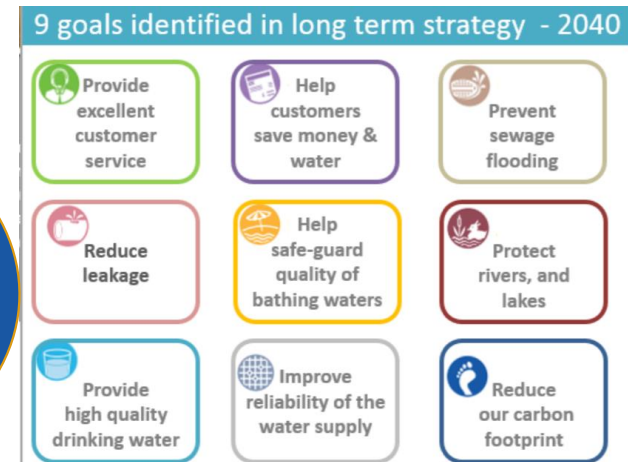 9 goals identified in long term strategy - 2040
Provide
excellent
customer
service
Help
customers
save money &
water
Prevent
sewage
flooding
Reduce
leakage
Help
safe-guard
quality of
bathing waters
Protect
rivers, and
lakes
Provide
high quality
drinking water
Improve
reliability of the
water supply
Reduce
our carbon
footprint